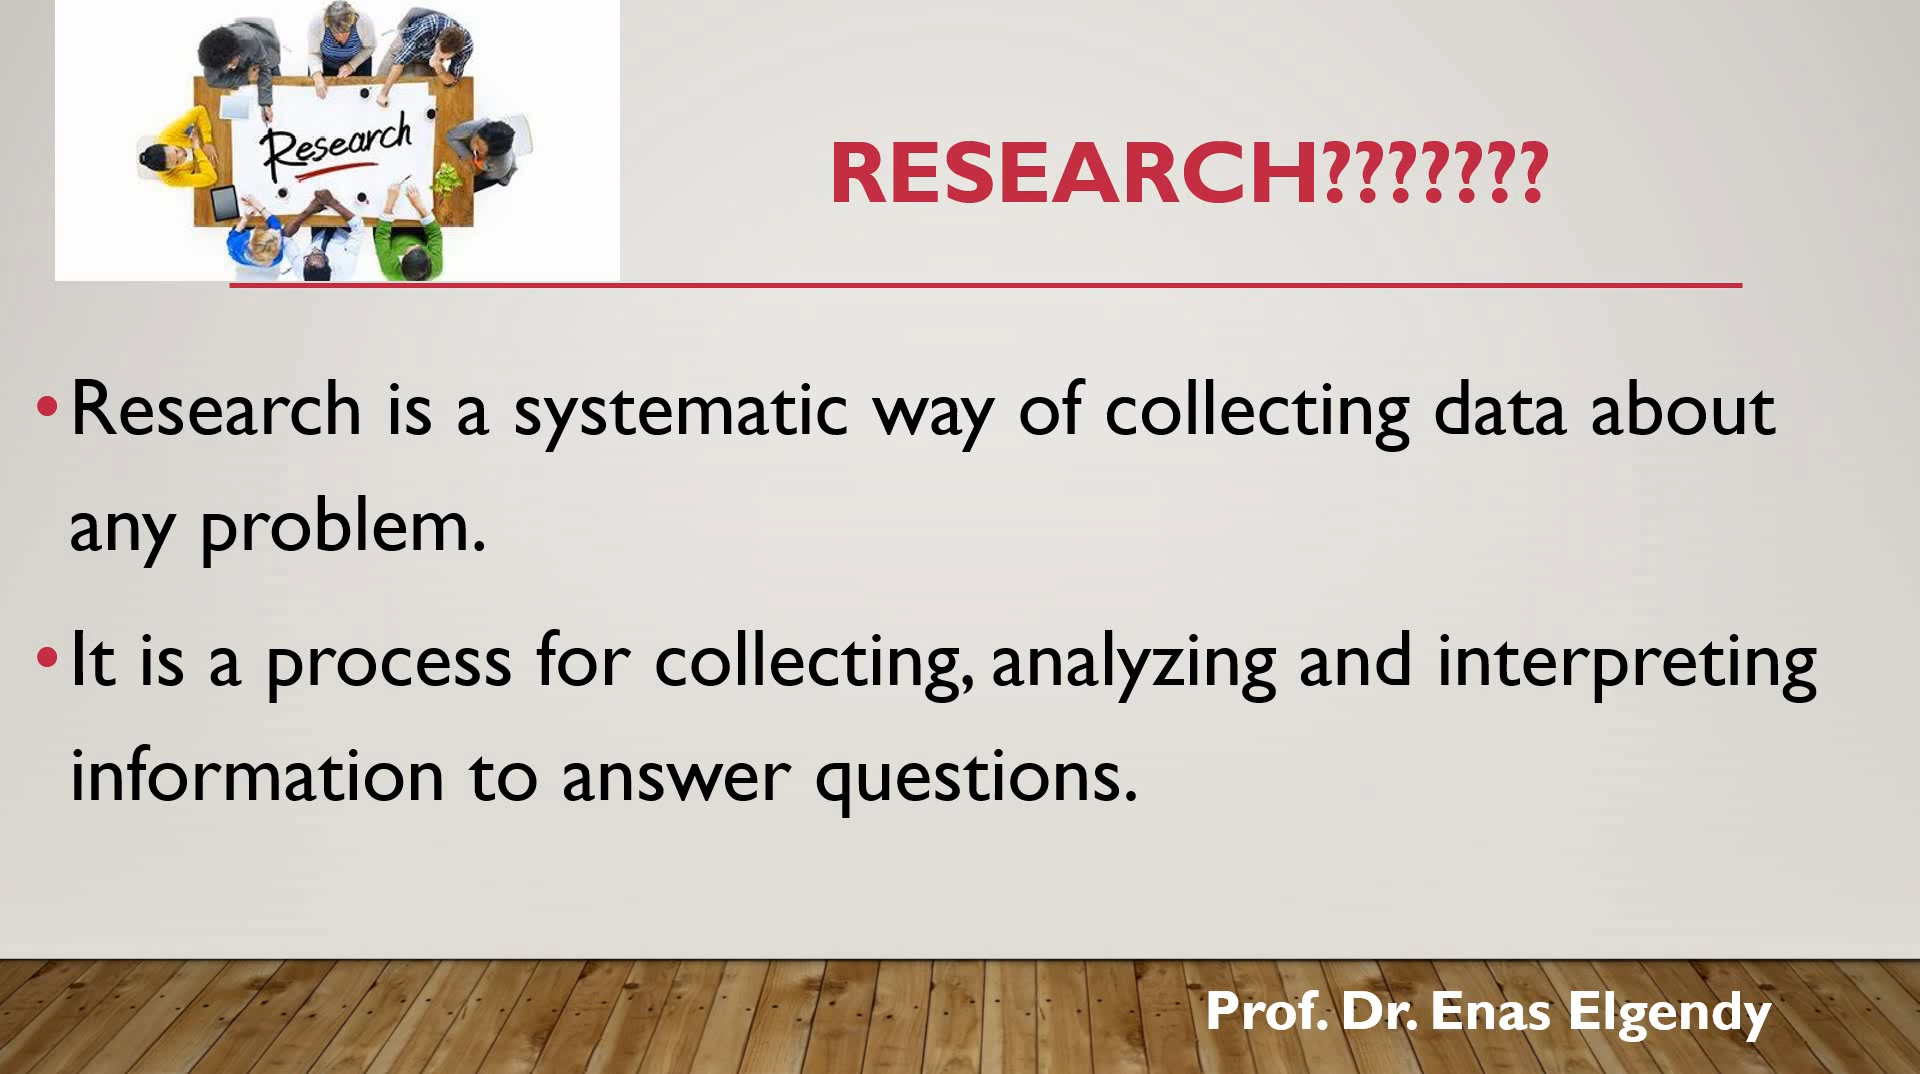 Research
RESEARCH???????
• Research is a systematic way of collecting data about
any problem.
• It is a process for collecting, analyzing and interpreting
information to answer questions.
Prof. Dr. Enas Elgendy